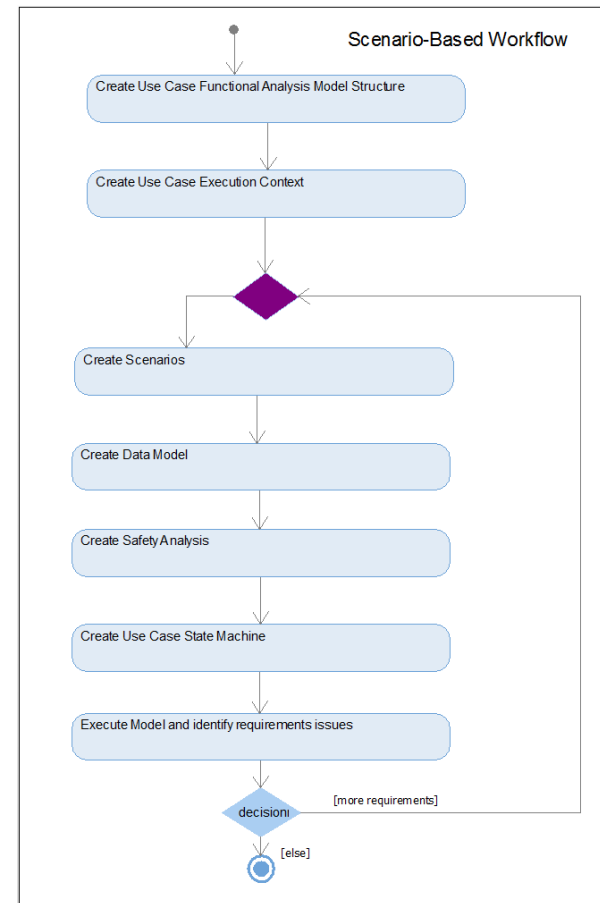 Scenario-Based Workflow
Create Use Case Functional Analysis Model Structure
Create Use Case Execution Context
Create Scenarios
Create Data Model
Create Safety Analysis
Create Use Case State Machine
Execute Model and identify requirements issues
[more requirements]
decision
[else]